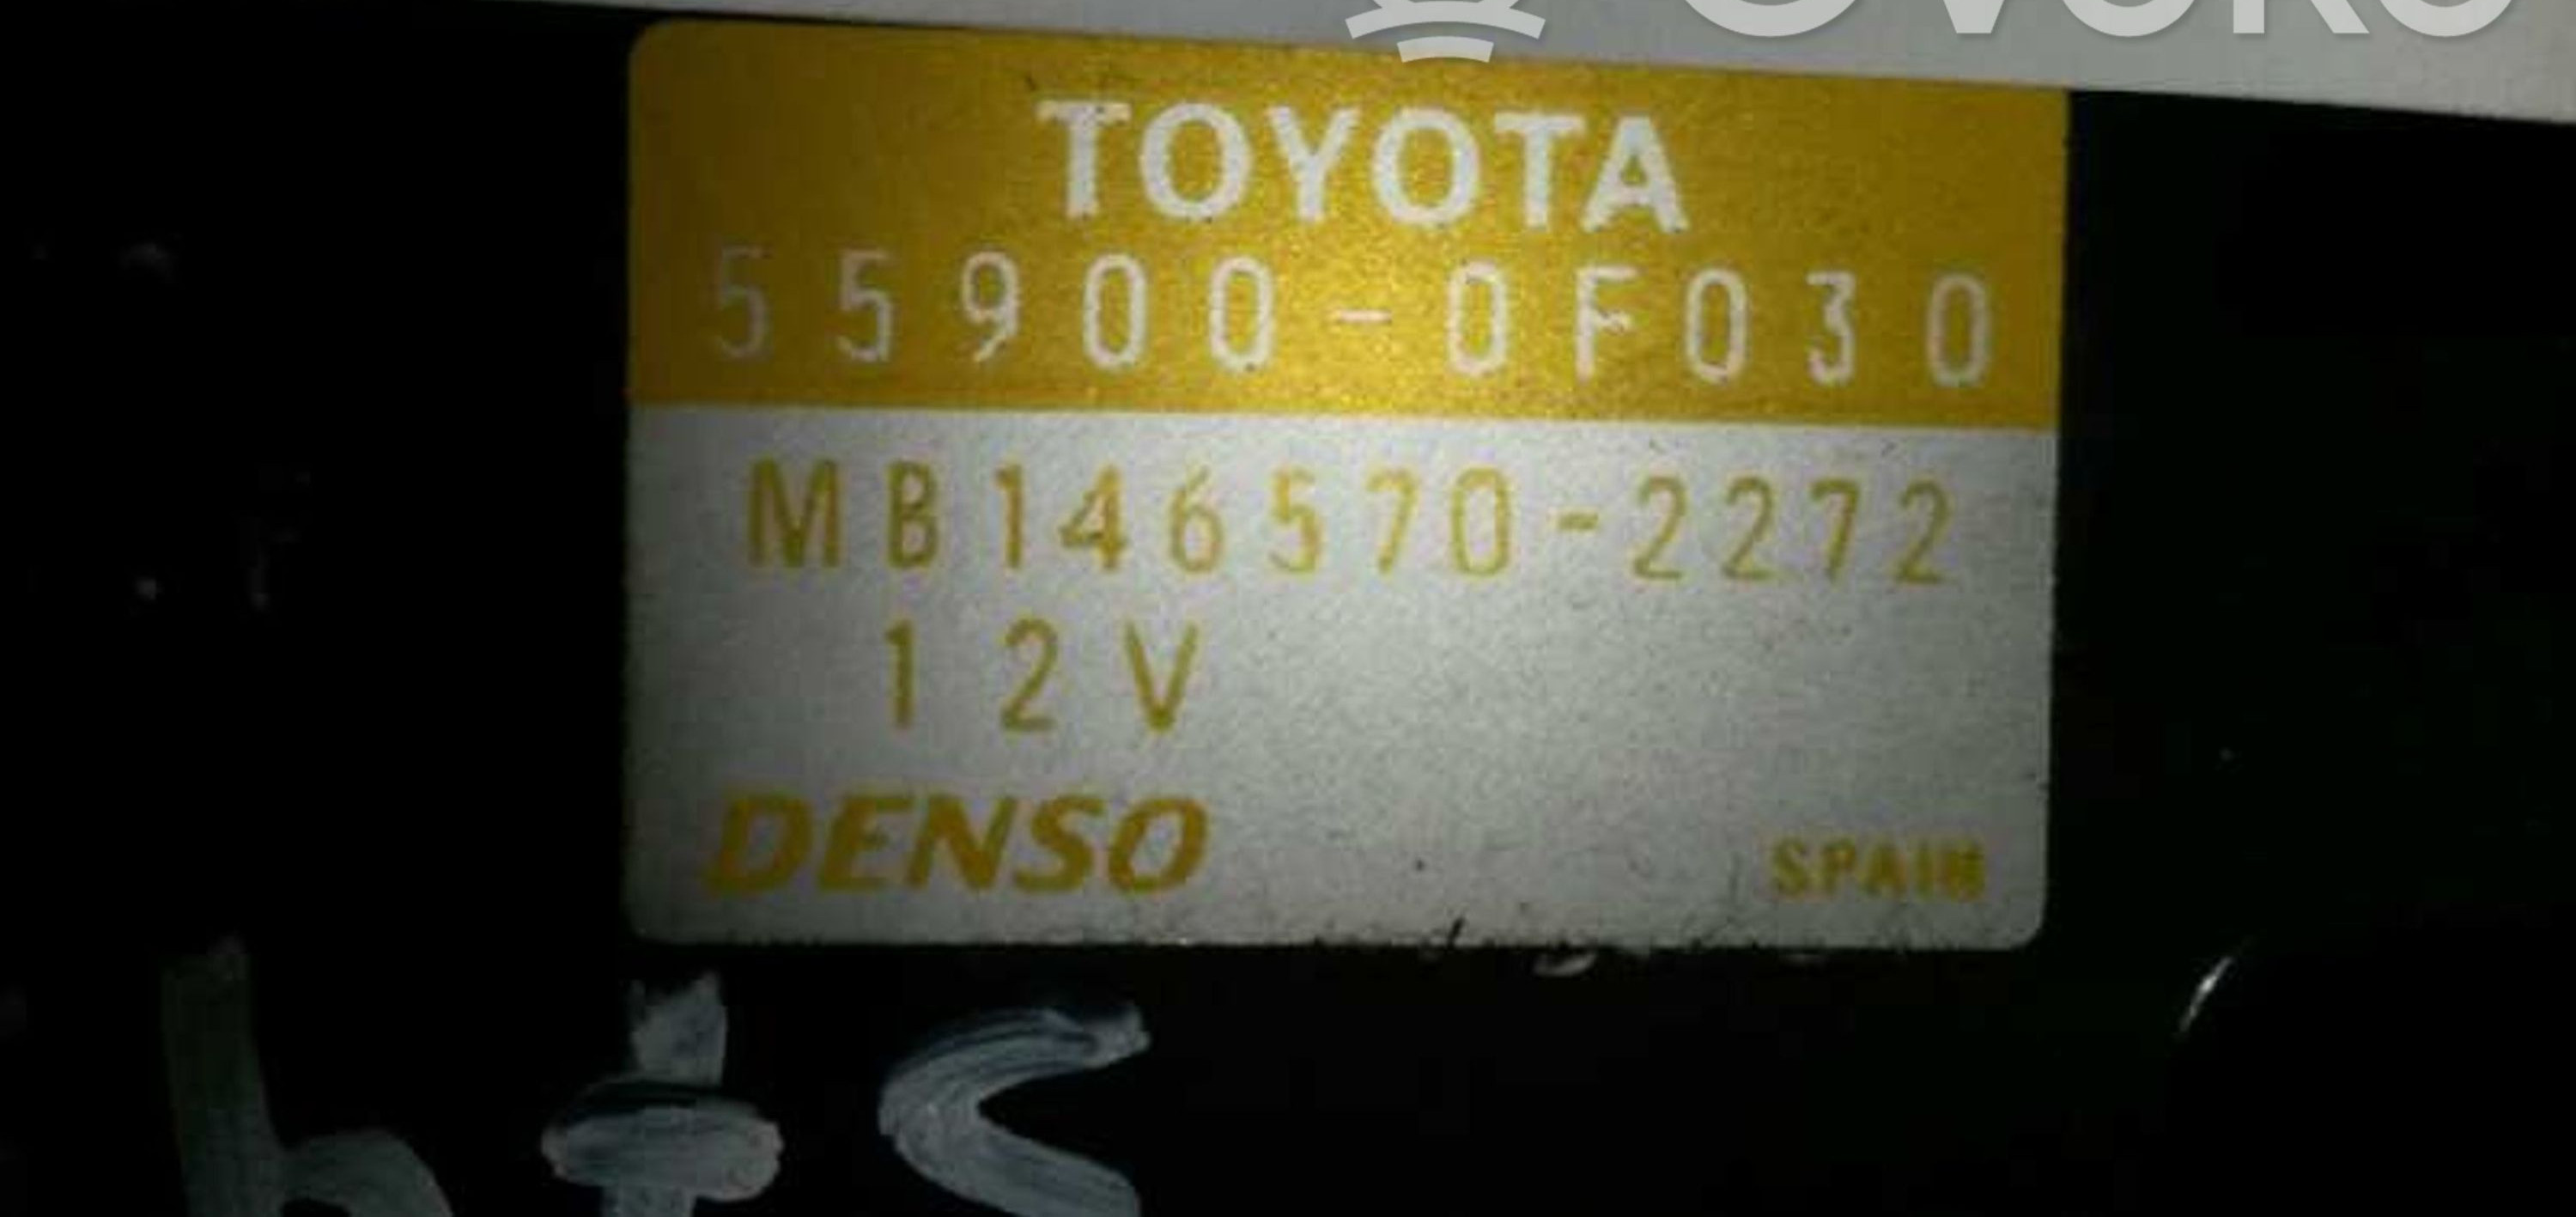 TOYOTA
55900-0F030
MB146570-2272
12V
DENSO
SPAIN